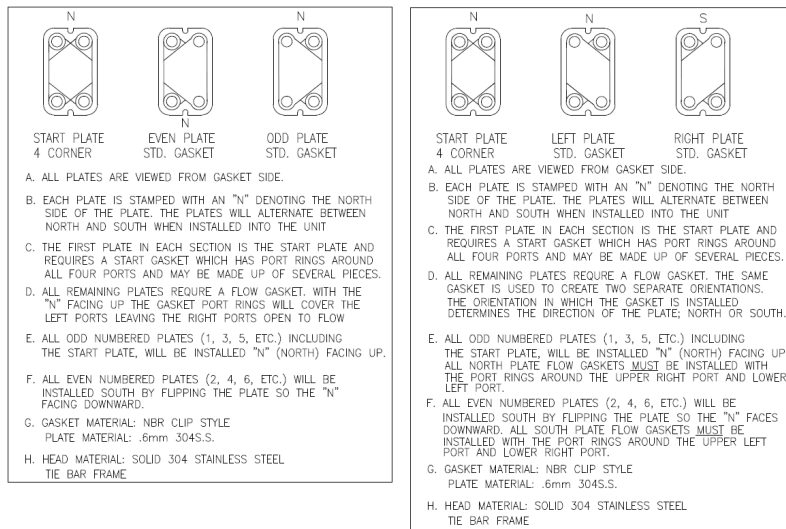 N
N
N
START PLATE EVEN PLATE ODD PLATE
4 CORNER STD. GASKET STD. GASKET
A. ALL PLATES ARE VIEWED FROM GASKET SIDE.
B. EACH PLATE IS STAMPED WITH AN "N" DENOTING THE NORTH
SIDE OF THE PLATE. THE PLATES WILL ALTERNATE BETWEEN
NORTH AND SOUTH WHEN INSTALLED INTO THE UNIT
C. THE FIRST PLATE IN EACH SECTION IS THE START PLATE AND
REQUIRES A START GASKET WHICH HAS PORT RINGS AROUND
ALL FOUR PORTS AND MAY BE MADE UP OF SEVERAL PIECES.
D. ALL REMAINING PLATES REQURE A FLOW GASKET. WITH THE
"N" FACING UP THE GASKET PORT RINGS WILL COVER THE
LEFT PORTS LEAVING THE RIGHT PORTS OPEN TO FLOW
E. ALL ODD NUMBERED PLATES (1, 3, 5, ETC.) INCLUDING
THE START PLATE, WILL BE INSTALLED "N" (NORTH) FACING UP.
F. ALL EVEN NUMBERED PLATES (2, 4, 6, ETC.) WILL BE
INSTALLED SOUTH BY FLIPPING THE PLATE SO THE "N"
FACING DOWNWARD.
G. GASKET MATERIAL: NBR CLIP STYLE
PLATE MATERIAL: .6mm 304S.S.
H. HEAD MATERIAL: SOLID 304 STAINLESS STEEL
TIE BAR FRAME
N N S
START PLATE LEFT PLATE RIGHT PLATE
4 CORNER STD. GASKET STD. GASKET
A. ALL PLATES ARE VIEWED FROM GASKET SIDE.
B. EACH PLATE IS STAMPED WITH AN "N" DENOTING THE NORTH
SIDE OF THE PLATE. THE PLATES WILL ALTERNATE BETWEEN
NORTH AND SOUTH WHEN INSTALLED INTO THE UNIT
C. THE FIRST PLATE IN EACH SECTION IS THE START PLATE AND
REQUIRES A START GASKET WHICH HAS PORT RINGS AROUND
ALL FOUR PORTS AND MAY BE MADE UP OF SEVERAL PIECES.
D. ALL REMAINING PLATES REQURE A FLOW GASKET. THE SAME
GASKET IS USED TO CREATE TWO SEPARATE ORIENTATIONS.
THE ORIENTATION IN WHICH THE GASKET IS INSTALLED
DETERMINES THE DIRECTION OF THE PLATE; NORTH OR SOUTH.
E. ALL ODD NUMBERED PLATES (1, 3, 5, ETC.) INCLUDING
THE START PLATE, WILL BE INSTALLED "N" (NORTH) FACING UP
ALL NORTH PLATE FLOW GASKETS MUST BE INSTALLED WITH
THE PORT RINGS AROUND THE UPPER RIGHT PORT AND LOWER
LEFT PORT.
F. ALL EVEN NUMBERED PLATES (2, 4, 6, ETC.) WILL BE
INSTALLED SOUTH BY FLIPPING THE PLATE SO THE "N" FACES
DOWNWARD. ALL SOUTH PLATE FLOW GASKETS MUST BE
INSTALLED WITH THE PORT RINGS AROUND THE UPPER LEFT
PORT AND LOWER RIGHT PORT.
G. GASKET MATERIAL: NBR CLIP STYLE
PLATE MATERIAL: .6mm 304S.S.
H. HEAD MATERIAL: SOLID 304 STAINLESS STEEL
TIE BAR FRAME